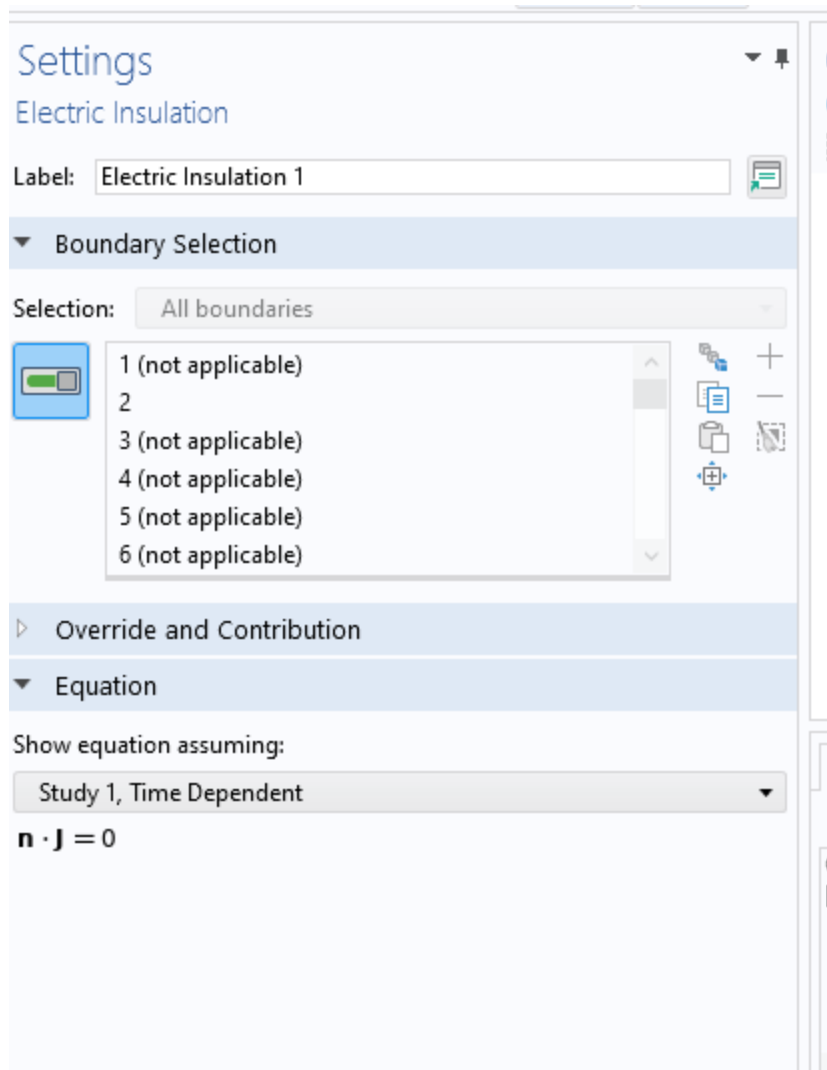 Settings
Electric Insulation
Label: Electric Insulation 1
Boundary Selection
Selection: All boundaries
1 (not applicable)
2
3 (not applicable)
4 (not applicable)
5 (not applicable)
6 (not applicable)
Override and Contribution
Equation
Show equation assuming:
Study 1, Time Dependent
n · J = 0